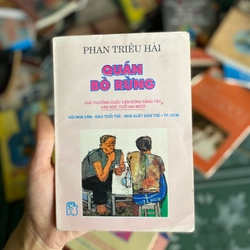 PHAN TRIỀU HẢI
QUÁN
BÒ RỪNG
GIẢI THƯỞNG CUỘC VẬN ĐỘNG SÁNG TÁC
VĂN HỌC TUỔI HAI MƯƠI
HỘI NHÀ VĂN - BÁO TUỔI TRẺ - NHÀ XUẤT BẢN TRẺ - TP. HCM